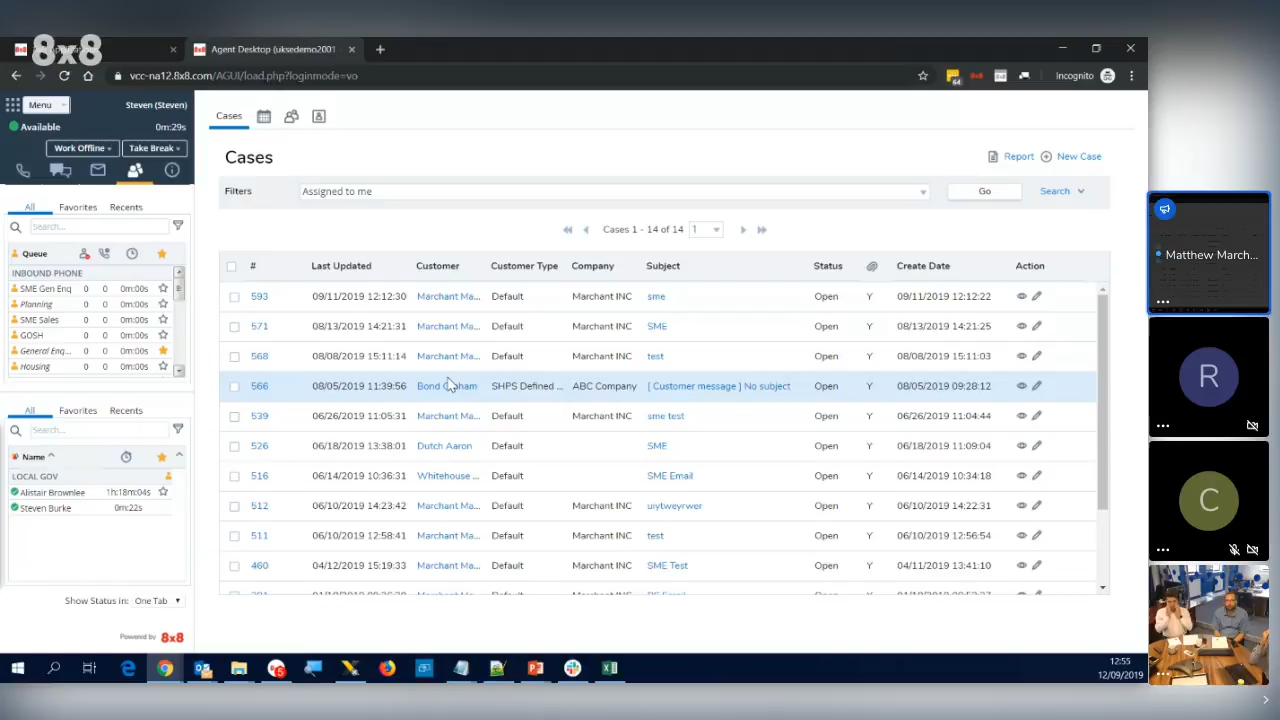 8x8
Agent Desktop (uksedemo2001
vcc-na12.8x8.com/AGUI/load.php?loginmode=vo
64
Incognito
Menu
Steven (Steven)
Available
0m:29s
Work Offline
Take Break
All Favorites Recents
Search...
Queue
INBOUND PHONE
SME Gen Enq 0 0 0m:00s
Planning 0 0 0m:00s
SME Sales 0 0 0m:00s
GOSH 0 0 0m:00s
General Enq... 0 0 0m:00s
Housing 0 0 0m:00s
All Favorites Recents
Search...
Name
LOCAL GOV
Alistair Brownlee 1h:18m:04s
Steven Burke 0m:22s
Show Status in: One Tab
Powered by 8x8
Cases
Cases
Report
New Case
Filters
Assigned to me
Go
Search
Cases 1 - 14 of 14
1
# Last Updated Customer Customer Type Company Subject Status Create Date Action
593 09/11/2019 12:12:30 Marchant Ma... Default Marchant INC sme Open Y 09/11/2019 12:12:22
571 08/13/2019 14:21:31 Marchant Ma... Default Marchant INC SME Open Y 08/13/2019 14:21:25
568 08/08/2019 15:11:14 Marchant Ma... Default Marchant INC test Open Y 08/08/2019 15:11:03
566 08/05/2019 11:39:56 Bond SHPS Defined ... ABC Company [ Customer message ] No subject Open Y 08/05/2019 09:28:12
539 06/26/2019 11:05:31 Marchant Ma... Default Marchant INC sme test Open Y 06/26/2019 11:04:44
526 06/18/2019 13:38:01 Dutch Aaron Default SME Open Y 06/18/2019 11:09:04
516 06/14/2019 10:36:31 Whitehouse ... Default SME Email Open Y 06/14/2019 10:34:18
512 06/10/2019 14:23:42 Marchant Ma... Default Marchant INC uiytweyrwer Open Y 06/10/2019 14:22:31
511 06/10/2019 12:58:41 Marchant Ma... Default Marchant INC test Open Y 06/10/2019 12:56:54
460 04/12/2019 15:19:33 Marchant Ma... Default Marchant INC SME Test Open Y 04/11/2019 13:41:10
Matthew March...
R
C
12:55
12/09/2019